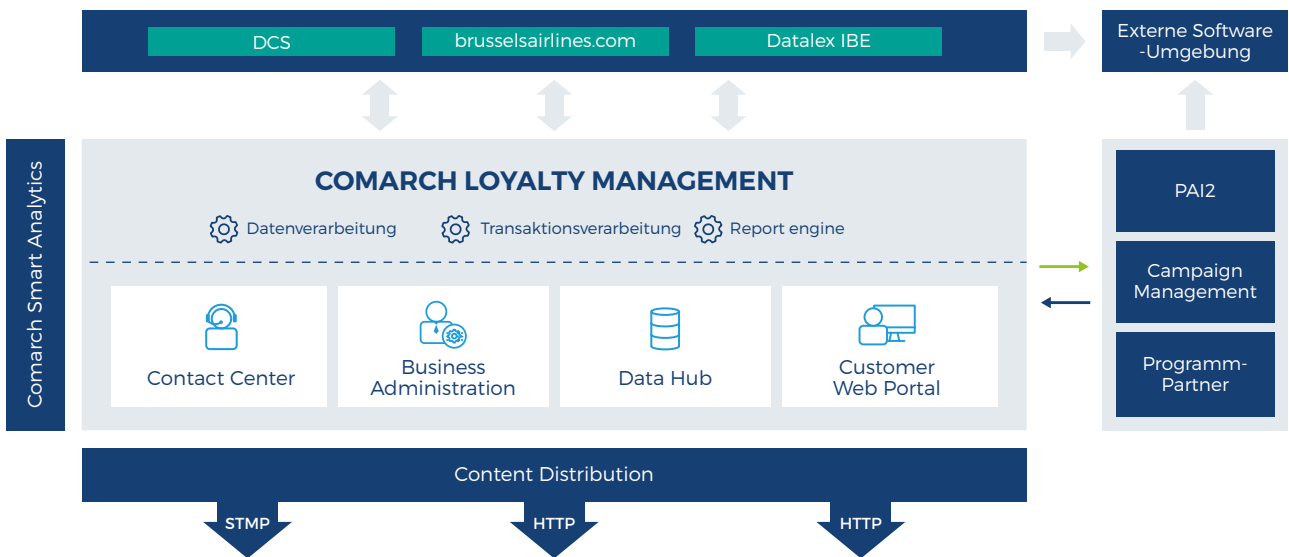 DCS
brusselsairlines.com
Datalex IBE
Externe Software
-Umgebung
Comarch Smart Analytics
COMARCH LOYALTY MANAGEMENT
Datenverarbeitung
Transaktionsverarbeitung
Report engine
Contact Center
Business
Administration
Data Hub
Customer
Web Portal
PAI2
Campaign
Management
Programm-
Partner
Content Distribution
STMP
HTTP
HTTP